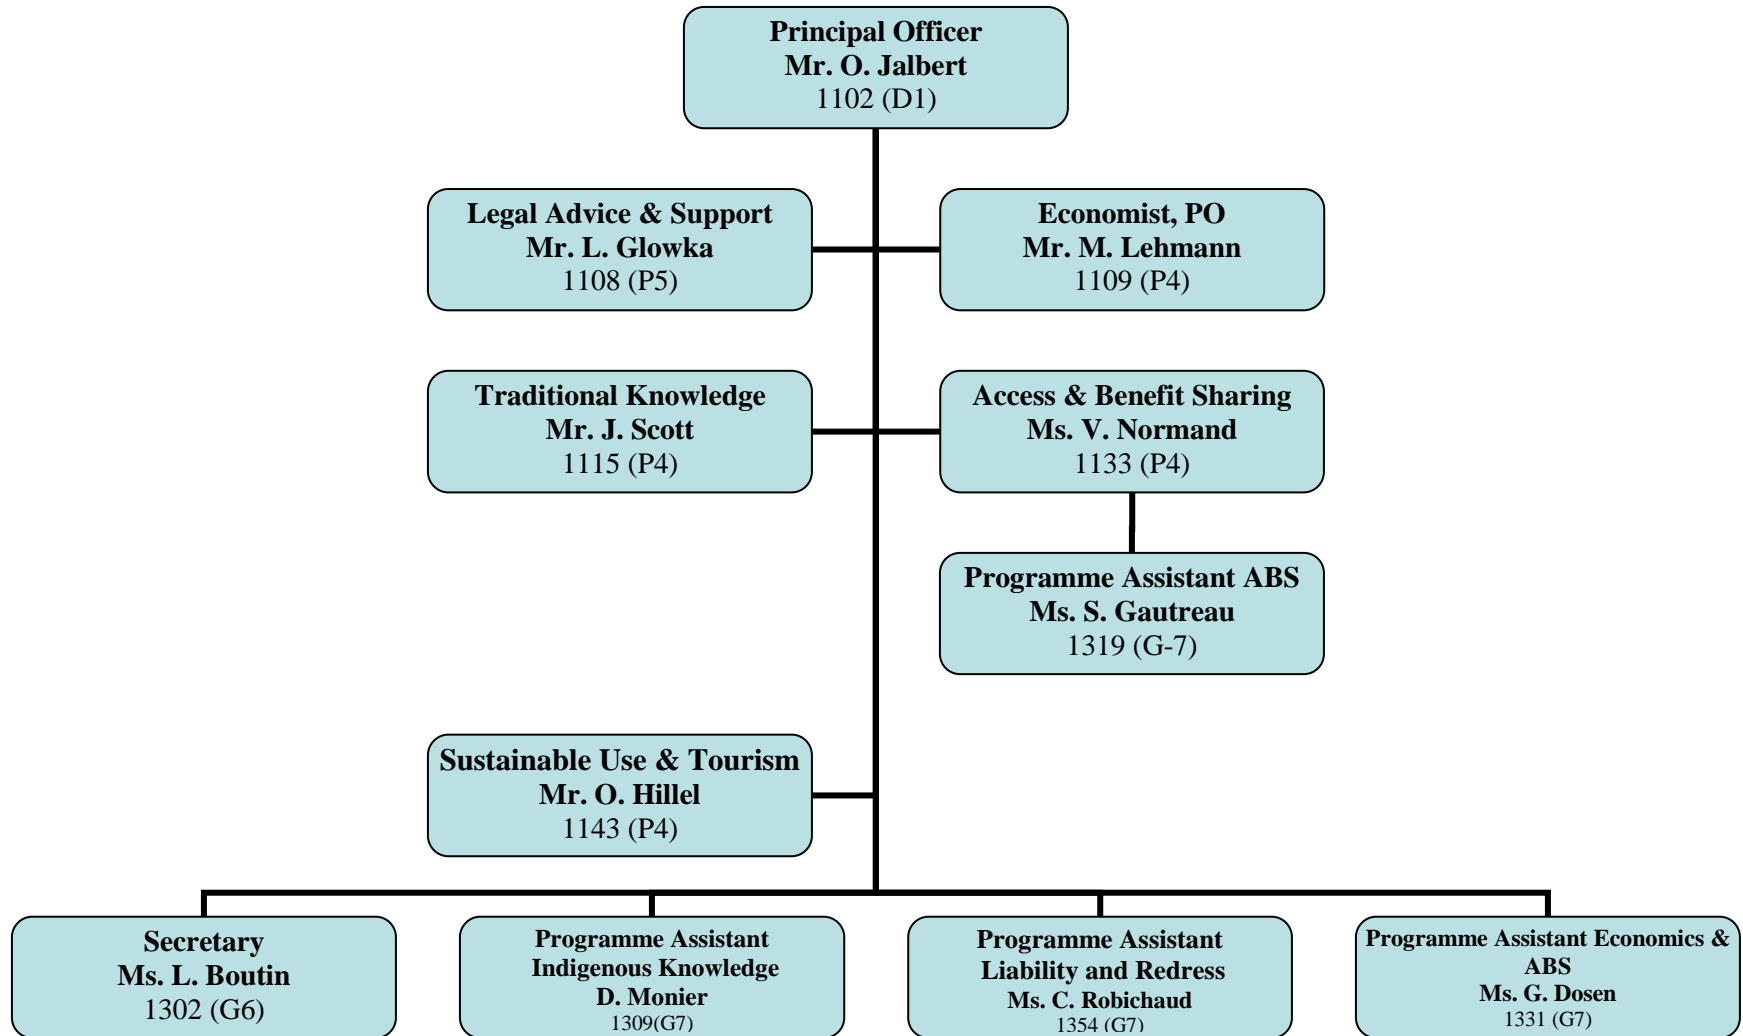 Principal Officer
Mr. O. Jalbert
1102 (D1)
Legal Advice & Support
Mr. L. Glowka
1108 (P5)
Economist, PO
Mr. M. Lehmann
1109 (P4)
Traditional Knowledge
Mr. J. Scott
1115 (P4)
Access & Benefit Sharing
Ms. V. Normand
1133 (P4)
Programme Assistant ABS
Ms. S. Gautreau
1319 (G-7)
Sustainable Use & Tourism
Mr. O. Hillel
1143 (P4)
Secretary
Ms. L. Boutin
1302 (G6)
Programme Assistant
Indigenous Knowledge
D. Monier
1309(G7)
Programme Assistant
Liability and Redress
Ms. C. Robichaud
1354 (G7)
Programme Assistant Economics &
ABS
Ms. G. Dosen
1331 (G7)